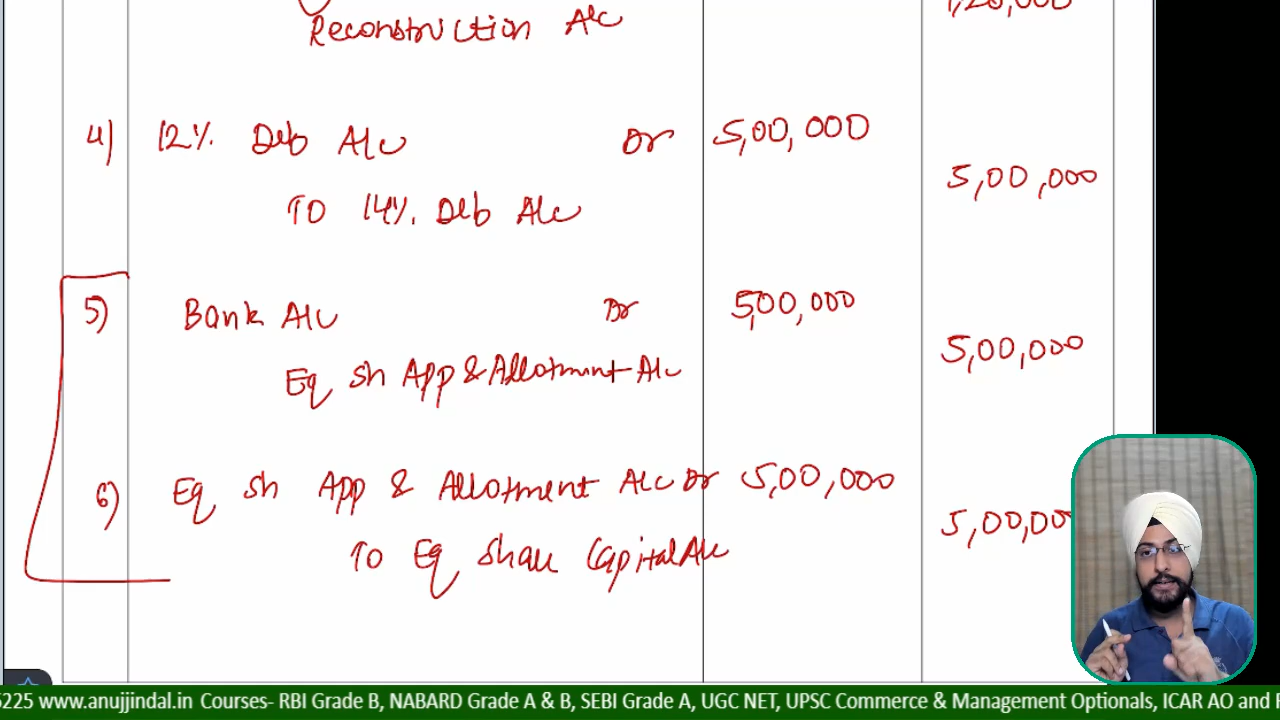 Reconstruction A/c
4) 12% Deb A/c Dr 5,00,000
To 14% Deb A/c 5,00,000
5) Bank A/c Dr 5,00,000
Eq Sh App & Allotment A/c 5,00,000
6) Eq Sh App & Allotment A/c Dr 5,00,000
To Eq Share Capital A/c
5225 www.anujjindal.in Courses- RBI Grade B, NABARD Grade A & B, SEBI Grade A, UGC NET, UPSC Commerce & Management Optionals, ICAR AO and